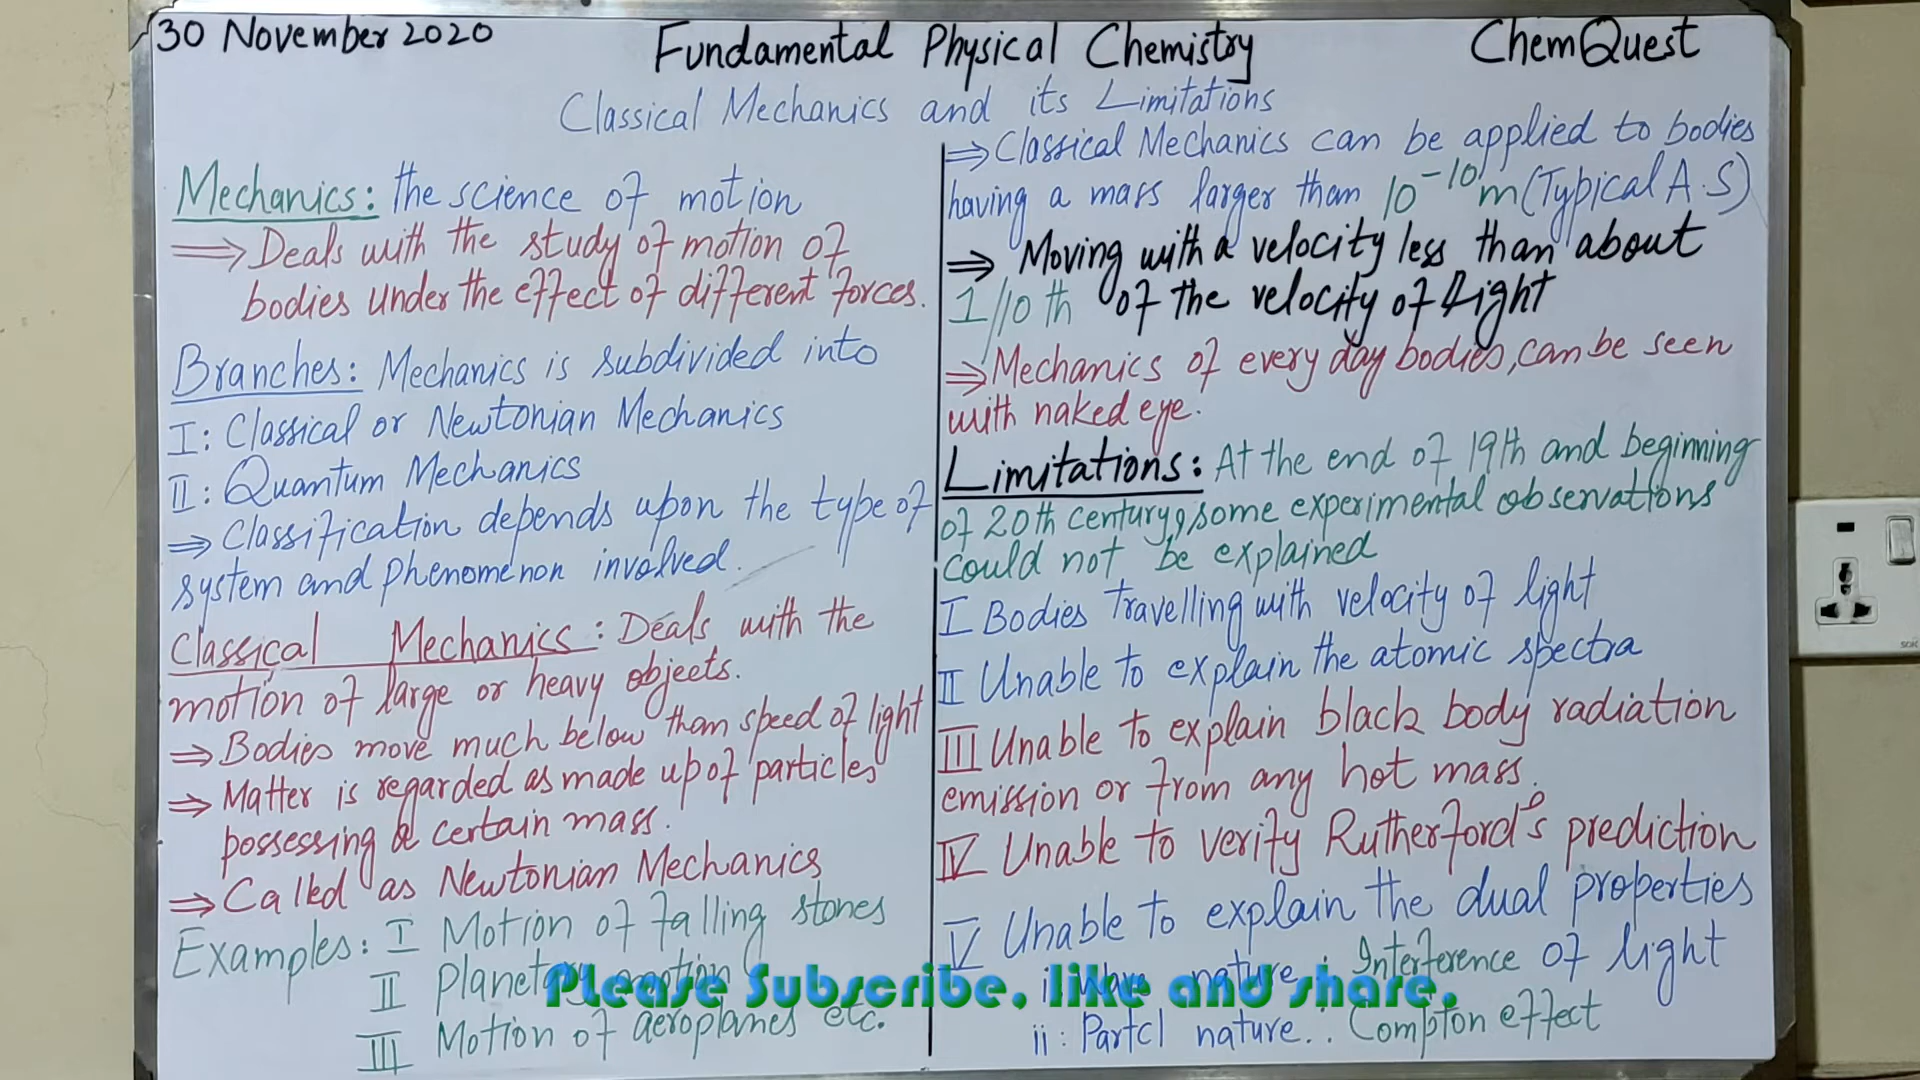 30 November 2020
Fundamental Physical Chemistry
ChemQuest
Classical Mechanics and its Limitations
Mechanics: the science of motion
⇒ Deals with the study of motion of
bodies under the effect of different forces.
Branches: Mechanics is subdivided into
I: Classical or Newtonian Mechanics
II: Quantum Mechanics
⇒ Classification depends upon the type of
system and phenomenon involved.
Classical Mechanics: Deals with the
motion of large or heavy objects.
⇒ Bodies move much below than speed of light
⇒ Matter is regarded as made up of particles
possessing a certain mass.
⇒ Called as Newtonian Mechanics
Examples: I Motion of falling stones
II Planetary motion
III Motion of aeroplanes etc.
⇒ Classical Mechanics can be applied to bodies
having a mass larger than 10⁻¹⁰ m (Typical A.S)
⇒ Moving with a velocity less than about
1/10 th of the velocity of light
⇒ Mechanics of every day bodies, can be seen
with naked eye.
Limitations: At the end of 19th and beginning
of 20th century, some experimental observations
could not be explained
I Bodies travelling with velocity of light
II Unable to explain the atomic spectra
III Unable to explain black body radiation
emission or from any hot mass.
IV Unable to verify Rutherford's prediction
V Unable to explain the dual properties
of light
i: Wave nature: Interference
ii: Partcl nature.: Compton effect
Please Subscribe, like and share.